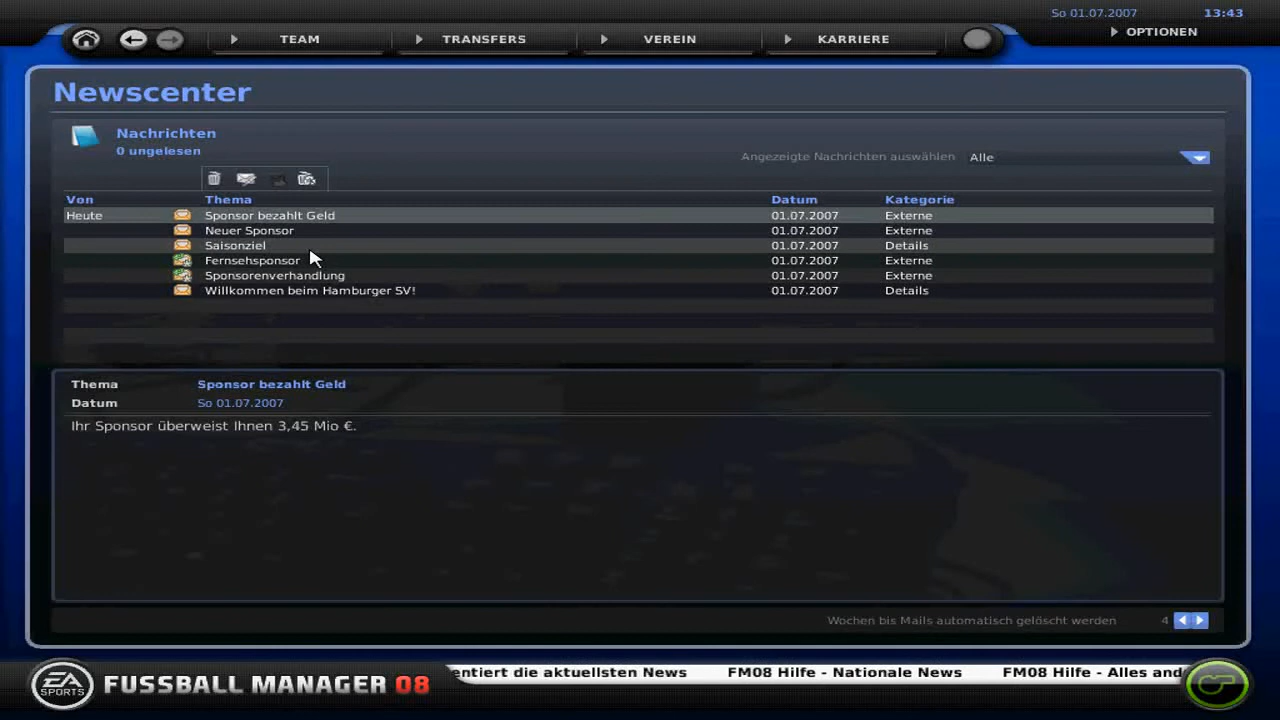 So 01.07.2007 13:43
TEAM TRANSFERS VEREIN KARRIERE OPTIONEN
Newscenter
Nachrichten
0 ungelesen
Angezeigte Nachrichten auswählen Alle
Von Thema Datum Kategorie
Heute Sponsor bezahlt Geld 01.07.2007 Externe
Neuer Sponsor 01.07.2007 Externe
Saisonziel 01.07.2007 Details
Fernsehsponsor 01.07.2007 Externe
Sponsorenverhandlung 01.07.2007 Externe
Willkommen beim Hamburger SV! 01.07.2007 Details
Thema Sponsor bezahlt Geld
Datum So 01.07.2007
Ihr Sponsor überweist Ihnen 3,45 Mio €.
Wochen bis Mails automatisch gelöscht werden 4
entiert die aktuellsten News FM08 Hilfe - Nationale News FM08 Hilfe - Alles and
EA SPORTS FUSSBALL MANAGER 08